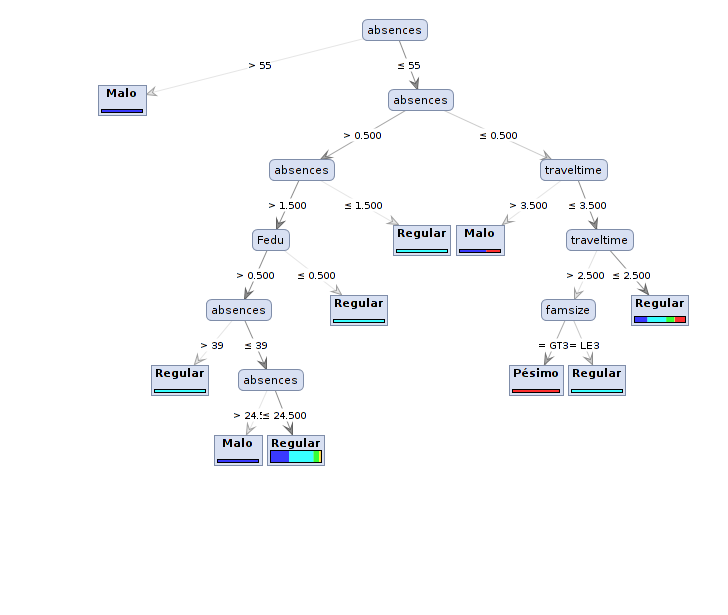 absences
> 55
≤ 55
Malo
absences
> 0.500
≤ 0.500
absences
traveltime
> 1.500
≤ 1.500
> 3.500
≤ 3.500
Fedu
Regular
Malo
traveltime
> 0.500
≤ 0.500
> 2.500
≤ 2.500
absences
Regular
famsize
Regular
> 39
≤ 39
= GT3
= LE3
Regular
absences
Pésimo
Regular
> 24.5
≤ 24.500
Malo
Regular